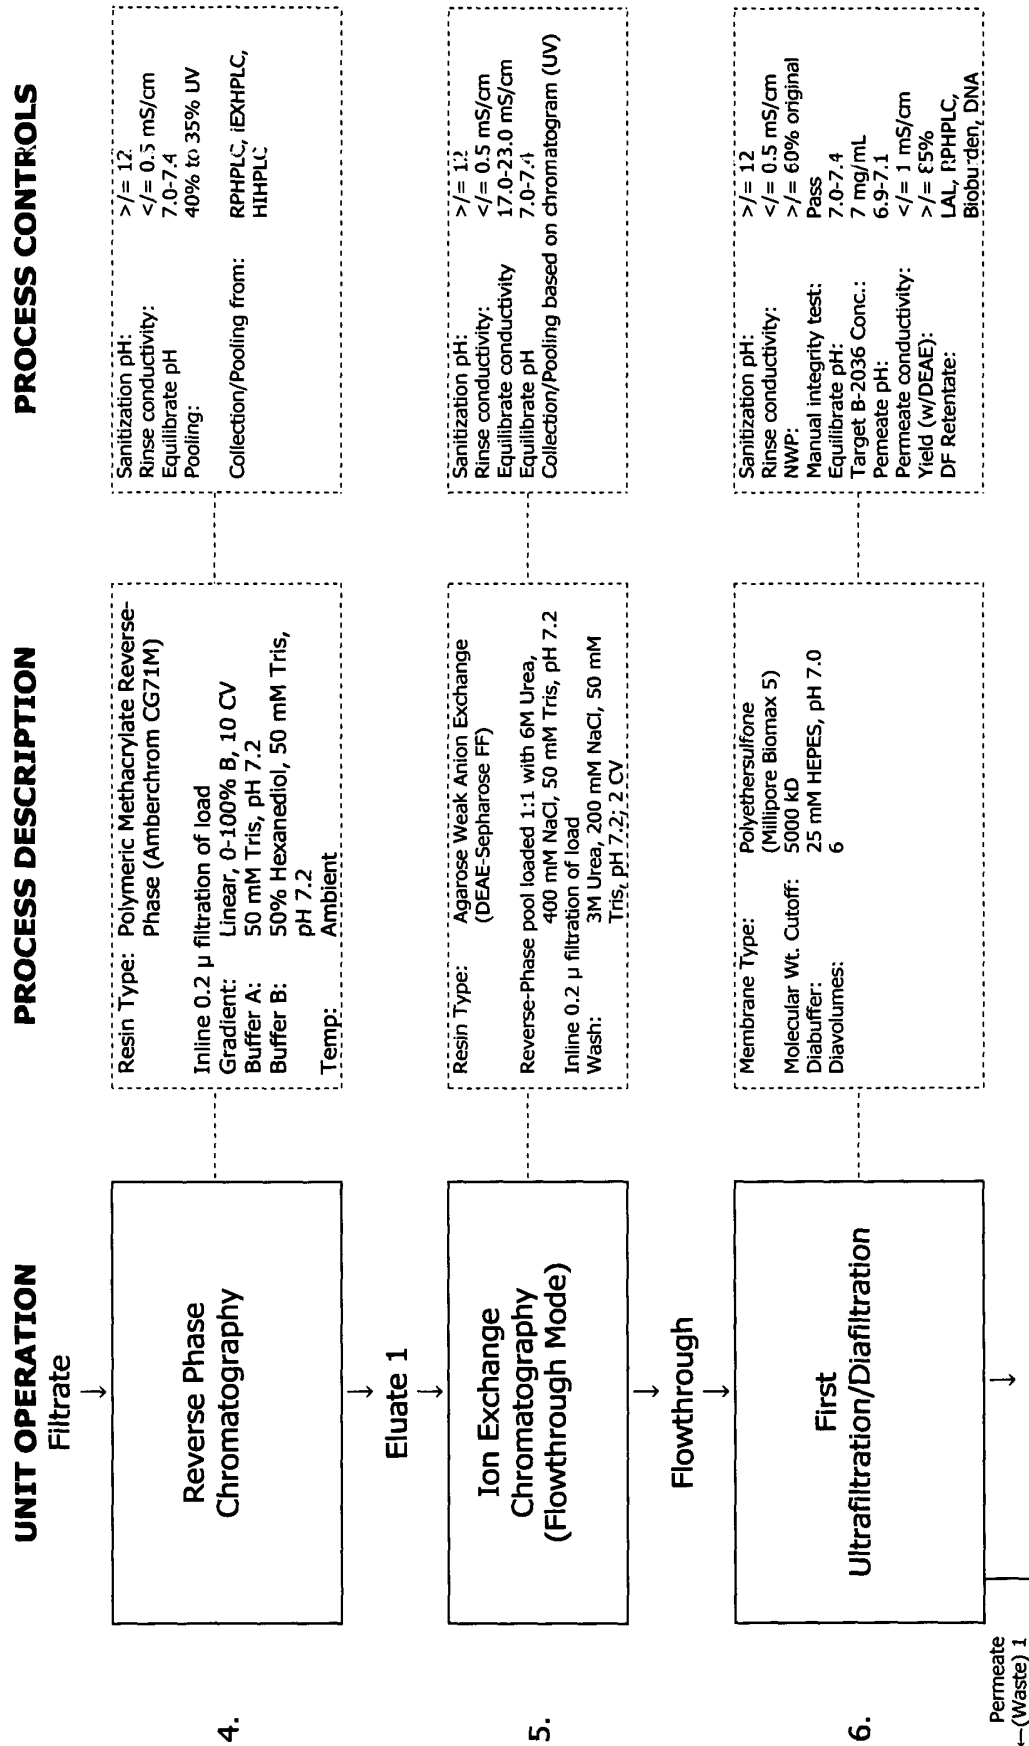 UNIT OPERATION
PROCESS DESCRIPTION
PROCESS CONTROLS
Filtrate
↓
4.
Reverse Phase
Chromatography
Resin Type: Polymeric Methacrylate Reverse-
Phase (Amberchrom CG71M)
Inline 0.2 µ filtration of load
Gradient: Linear, 0-100% B, 10 CV
Buffer A: 50 mM Tris, pH 7.2
Buffer B: 50% Hexanediol, 50 mM Tris,
pH 7.2
Temp: Ambient
Sanitization pH: >/= 12
Rinse conductivity: </= 0.5 mS/cm
Equilibrate pH 7.0-7.4
Pooling: 40% to 35% UV
Collection/Pooling from: RPHPLC, iEXHPLC,
HIHPLC
↓
Eluate 1
↓
5.
Ion Exchange
Chromatography
(Flowthrough Mode)
Resin Type: Agarose Weak Anion Exchange
(DEAE-Sepharose FF)
Reverse-Phase pool loaded 1:1 with 6M Urea,
400 mM NaCl, 50 mM Tris, pH 7.2
Inline 0.2 µ filtration of load
Wash: 3M Urea, 200 mM NaCl, 50 mM
Tris, pH 7.2; 2 CV
Sanitization pH: >/= 12
Rinse conductivity: </= 0.5 mS/cm
Equilibrate conductivity 17.0-23.0 mS/cm
Equilibrate pH 7.0-7.4
Collection/Pooling based on chromatogram (UV)
↓
Flowthrough
↓
6.
First
Ultrafiltration/Diafiltration
Membrane Type: Polyethersulfone
(Millipore Biomax 5)
Molecular Wt. Cutoff: 5000 kD
Diabuffer: 25 mM HEPES, pH 7.0
Diavolumes: 6
Sanitization pH: >/= 12
Rinse conductivity: </= 0.5 mS/cm
NWP: >/= 60% original
Manual integrity test: Pass
Equilibrate pH: 7.0-7.4
Target B-2036 Conc.: 7 mg/mL
Permeate pH: 6.9-7.1
Permeate conductivity: </= 1 mS/cm
Yield (w/DEAE): >/= 85%
DF Retentate: LAL, RPHPLC,
Bioburden, DNA
↓
Permeate
←(Waste) 1